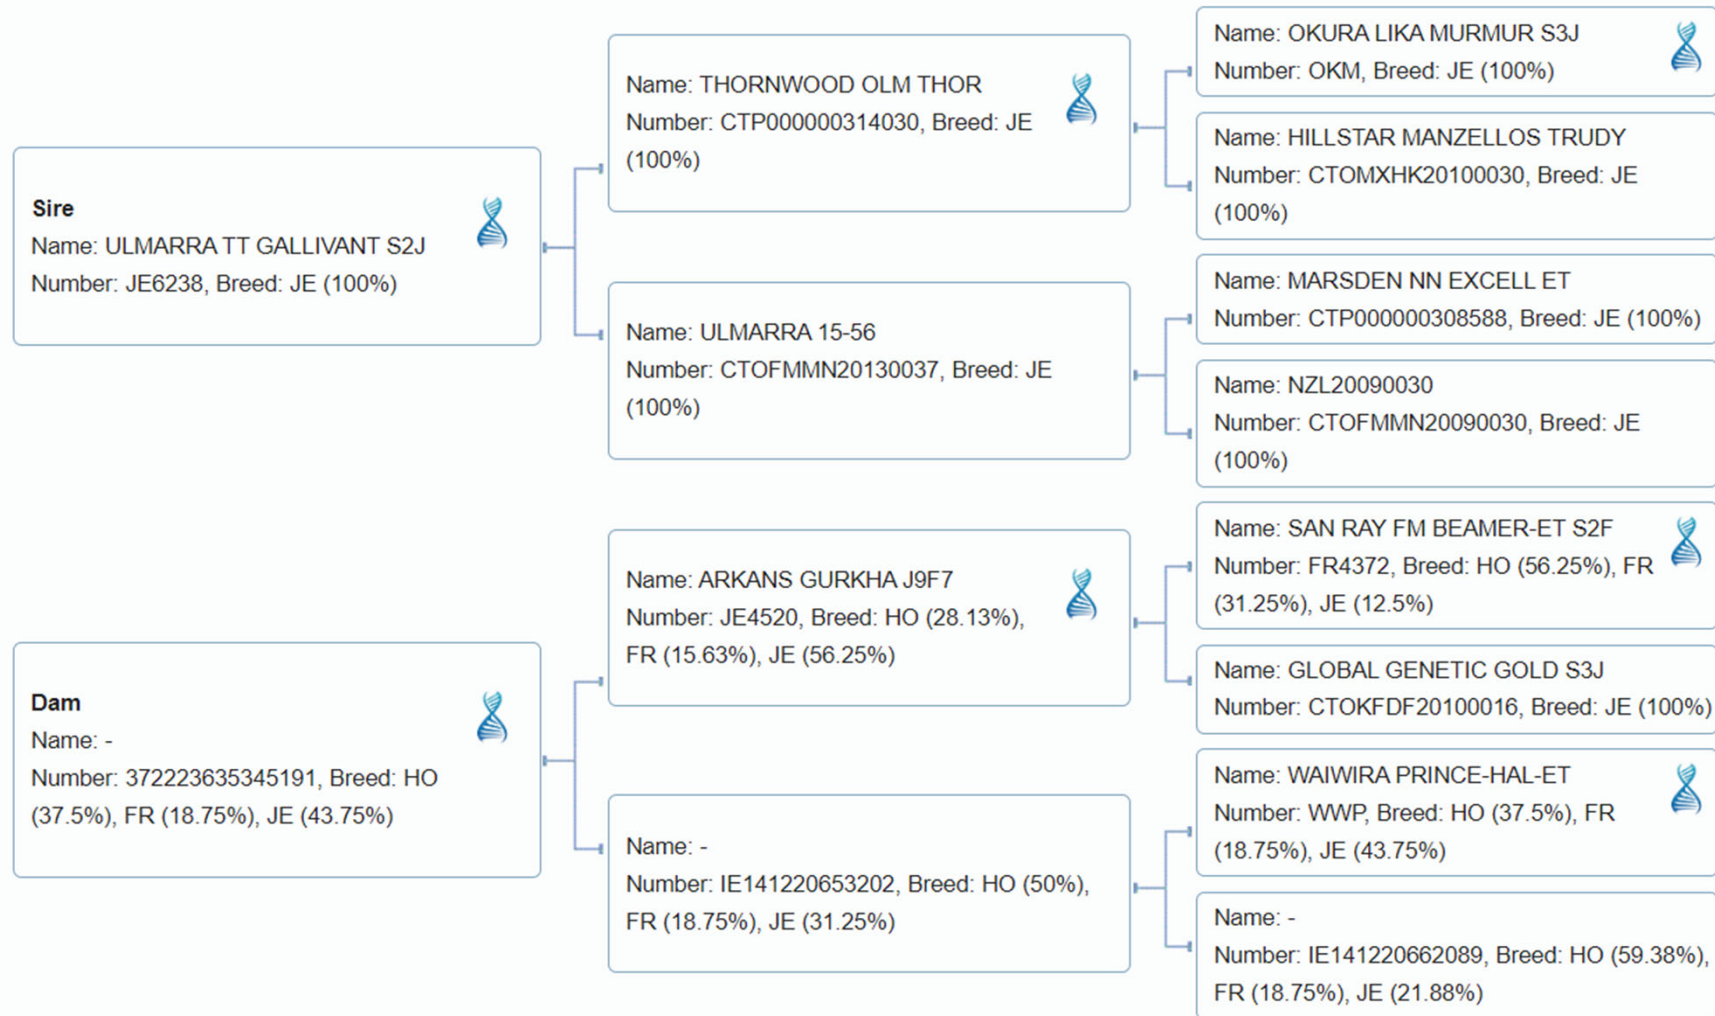 Sire
Name: ULMARRA TT GALLIVANT S2J
Number: JE6238, Breed: JE (100%)
Dam
Name: -
Number: 372223635345191, Breed: HO
(37.5%), FR (18.75%), JE (43.75%)
Name: THORNWOOD OLM THOR
Number: CTP000000314030, Breed: JE
(100%)
Name: ULMARRA 15-56
Number: CTOFMMN20130037, Breed: JE
(100%)
Name: ARKANS GURKHA J9F7
Number: JE4520, Breed: HO (28.13%),
FR (15.63%), JE (56.25%)
Name: -
Number: IE141220653202, Breed: HO (50%),
FR (18.75%), JE (31.25%)
Name: OKURA LIKA MURMUR S3J
Number: OKM, Breed: JE (100%)
Name: HILLSTAR MANZELLOS TRUDY
Number: CTOMXHK20100030, Breed: JE
(100%)
Name: MARSDEN NN EXCELL ET
Number: CTP000000308588, Breed: JE (100%)
Name: NZL20090030
Number: CTOFMMN20090030, Breed: JE
(100%)
Name: SAN RAY FM BEAMER-ET S2F
Number: FR4372, Breed: HO (56.25%), FR
(31.25%), JE (12.5%)
Name: GLOBAL GENETIC GOLD S3J
Number: CTOKFDF20100016, Breed: JE (100%)
Name: WAIWIRA PRINCE-HAL-ET
Number: WWP, Breed: HO (37.5%), FR
(18.75%), JE (43.75%)
Name: -
Number: IE141220662089, Breed: HO (59.38%),
FR (18.75%), JE (21.88%)